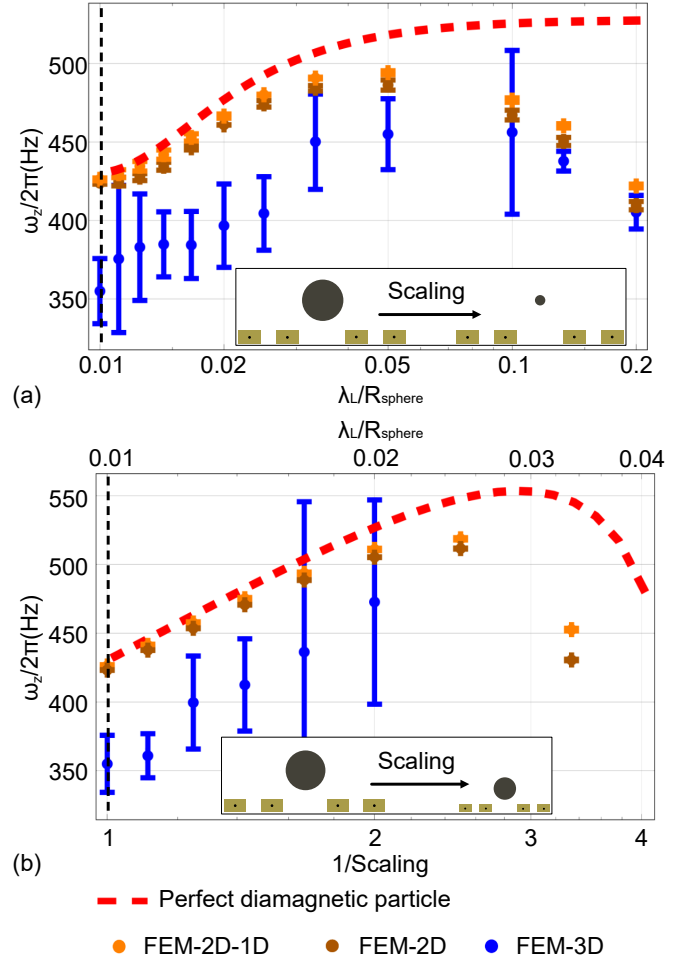 500
450
400
350
ω_z/2π(Hz)
Scaling
0.01 0.02 0.05 0.1 0.2
(a)
λ_L/R_sphere
λ_L/R_sphere
0.01 0.02 0.03 0.04
550
500
450
400
350
ω_z/2π(Hz)
Scaling
1 2 3 4
(b)
1/Scaling
Perfect diamagnetic particle
FEM-2D-1D FEM-2D FEM-3D